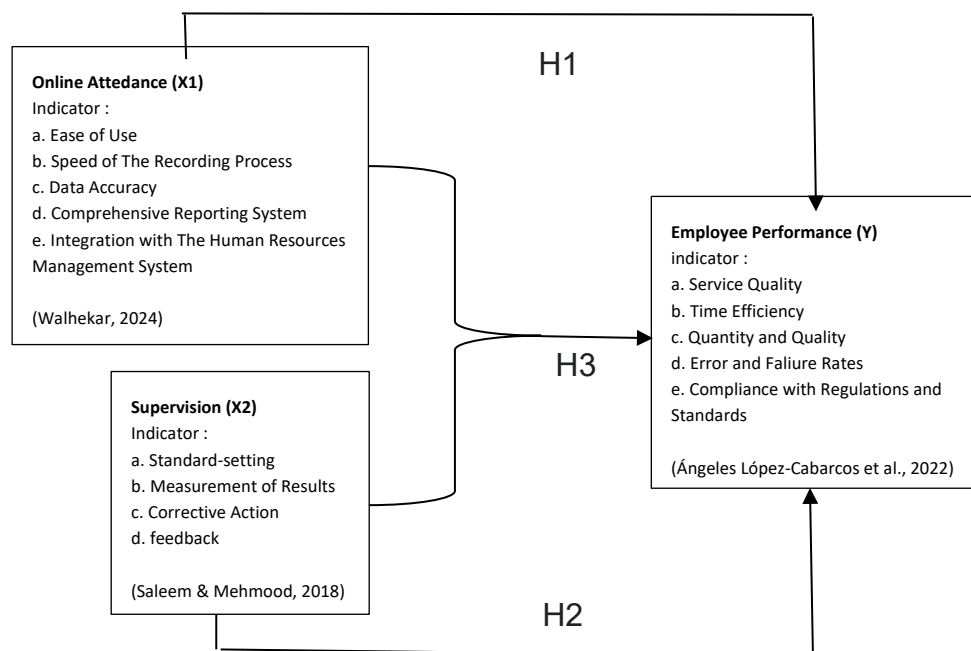 H1
Online Attedance (X1)
Indicator :
a. Ease of Use
b. Speed of The Recording Process
c. Data Accuracy
d. Comprehensive Reporting System
e. Integration with The Human Resources
Management System
(Walhekar, 2024)
Employee Performance (Y)
indicator :
a. Service Quality
b. Time Efficiency
c. Quantity and Quality
d. Error and Faliure Rates
e. Compliance with Regulations and
Standards
(Ángeles López-Cabarcos et al., 2022)
H3
Supervision (X2)
Indicator :
a. Standard-setting
b. Measurement of Results
c. Corrective Action
d. feedback
(Saleem & Mehmood, 2018)
H2